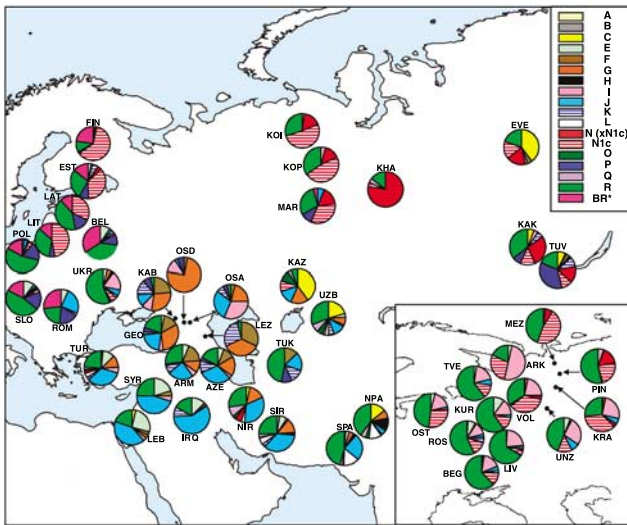 A
B
C
E
F
G
H
I
J
K
L
N (xN1c)
N1c
O
P
Q
R
BR*
FIN
KOI
EVE
EST
KOP
KHA
LAT
MAR
LIT
BEL
POL
KAK
TUV
OSD
KAZ
UKR
KAB
OSA
UZB
SLO
ROM
GEO
LEZ
MEZ
TUR
TUK
ARK
TVE
PIN
SYR
ARM
AZE
NPA
KUR
VOL
NIR
SIR
SPA
OST
KRA
LEB
IRQ
ROS
UNZ
BEG
LIV